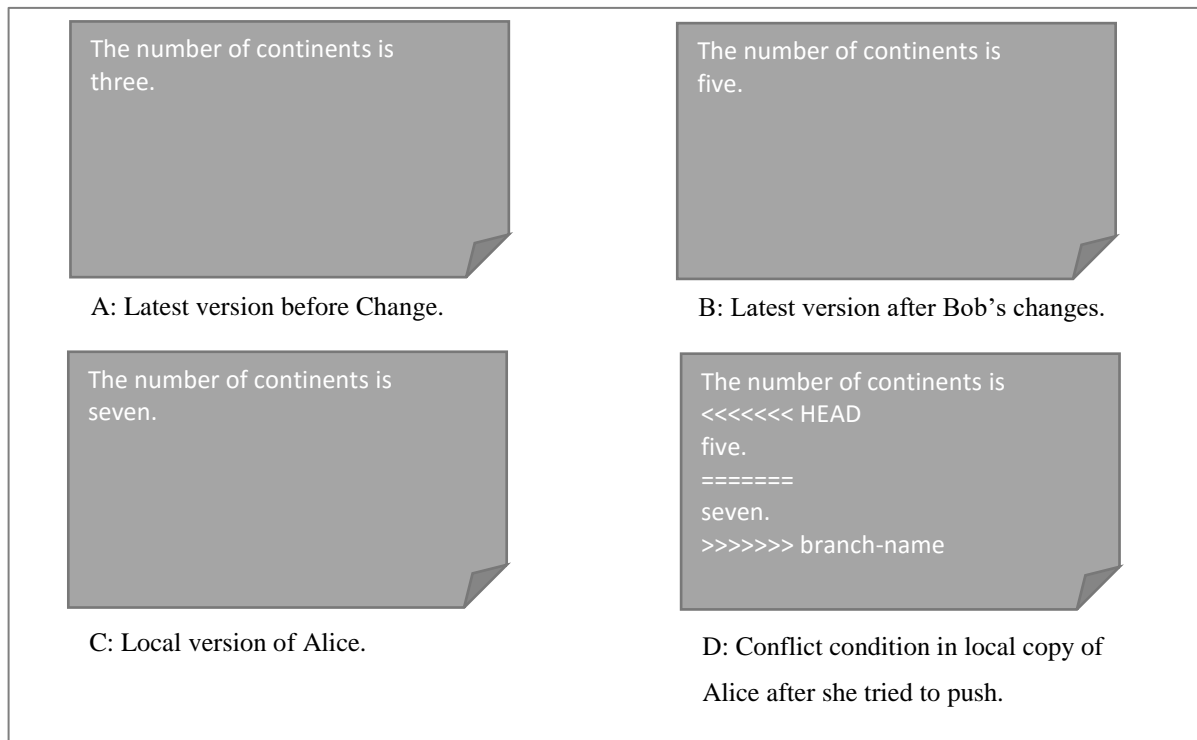 The number of continents is
three.
A: Latest version before Change.
The number of continents is
five.
B: Latest version after Bob’s changes.
The number of continents is
seven.
C: Local version of Alice.
The number of continents is
<<<<<<< HEAD
five.
=======
seven.
>>>>>>> branch-name
D: Conflict condition in local copy of
Alice after she tried to push.